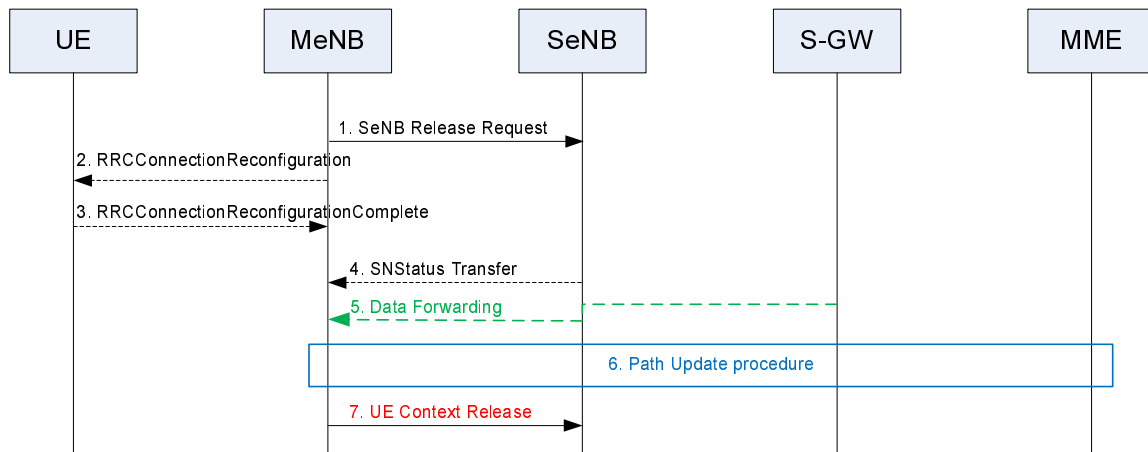 UE
MeNB
SeNB
S-GW
MME
1. SeNB Release Request
2. RRCConnectionReconfiguration
3. RRCConnectionReconfigurationComplete
4. SNStatus Transfer
5. Data Forwarding
6. Path Update procedure
7. UE Context Release